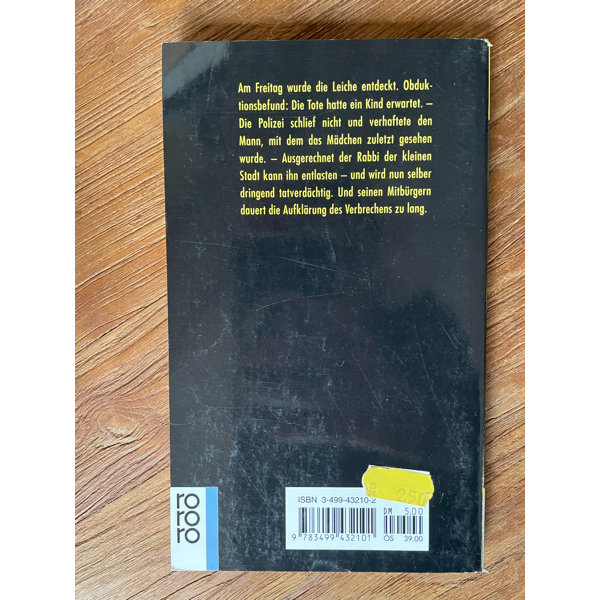 Am Freitag wurde die Leiche entdeckt. Obduk-
tionsbefund: Die Tote hatte ein Kind erwartet. –
Die Polizei schlief nicht und verhaftete den
Mann, mit dem das Mädchen zuletzt gesehen
wurde. – Ausgerechnet der Rabbi der kleinen
Stadt kann ihn entlasten – und wird nun selber
dringend tatverdächtig. Und seinen Mitbürgern
dauert die Aufklärung des Verbrechens zu lang.
ro
ro
ro
ISBN 3-499-43210-2
DM 5.00
9 783499 432101
ÖS 39.00